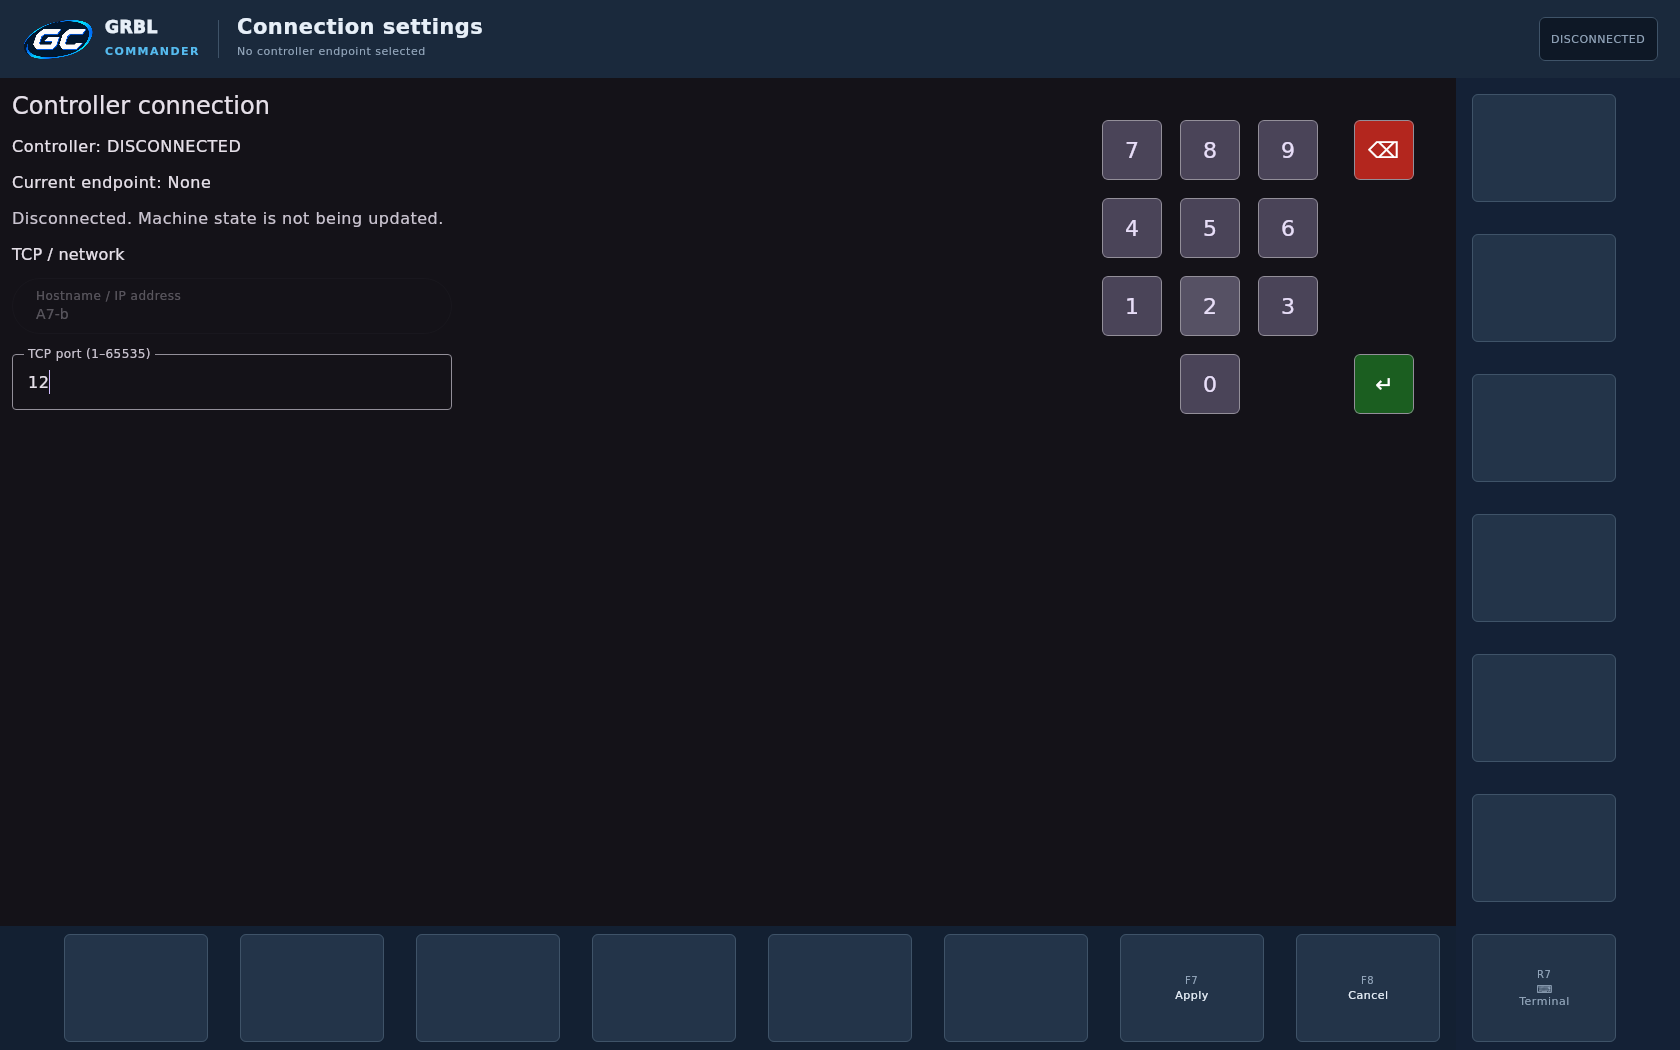 GC
GRBL
COMMANDER
Connection settings
No controller endpoint selected
DISCONNECTED
Controller connection
Controller: DISCONNECTED
Current endpoint: None
Disconnected. Machine state is not being updated.
TCP / network
Hostname / IP address
A7-b
TCP port (1–65535)
12
7 8 9 ⌫
4 5 6
1 2 3
0 ↵
F7
Apply
F8
Cancel
R7
⌨
Terminal